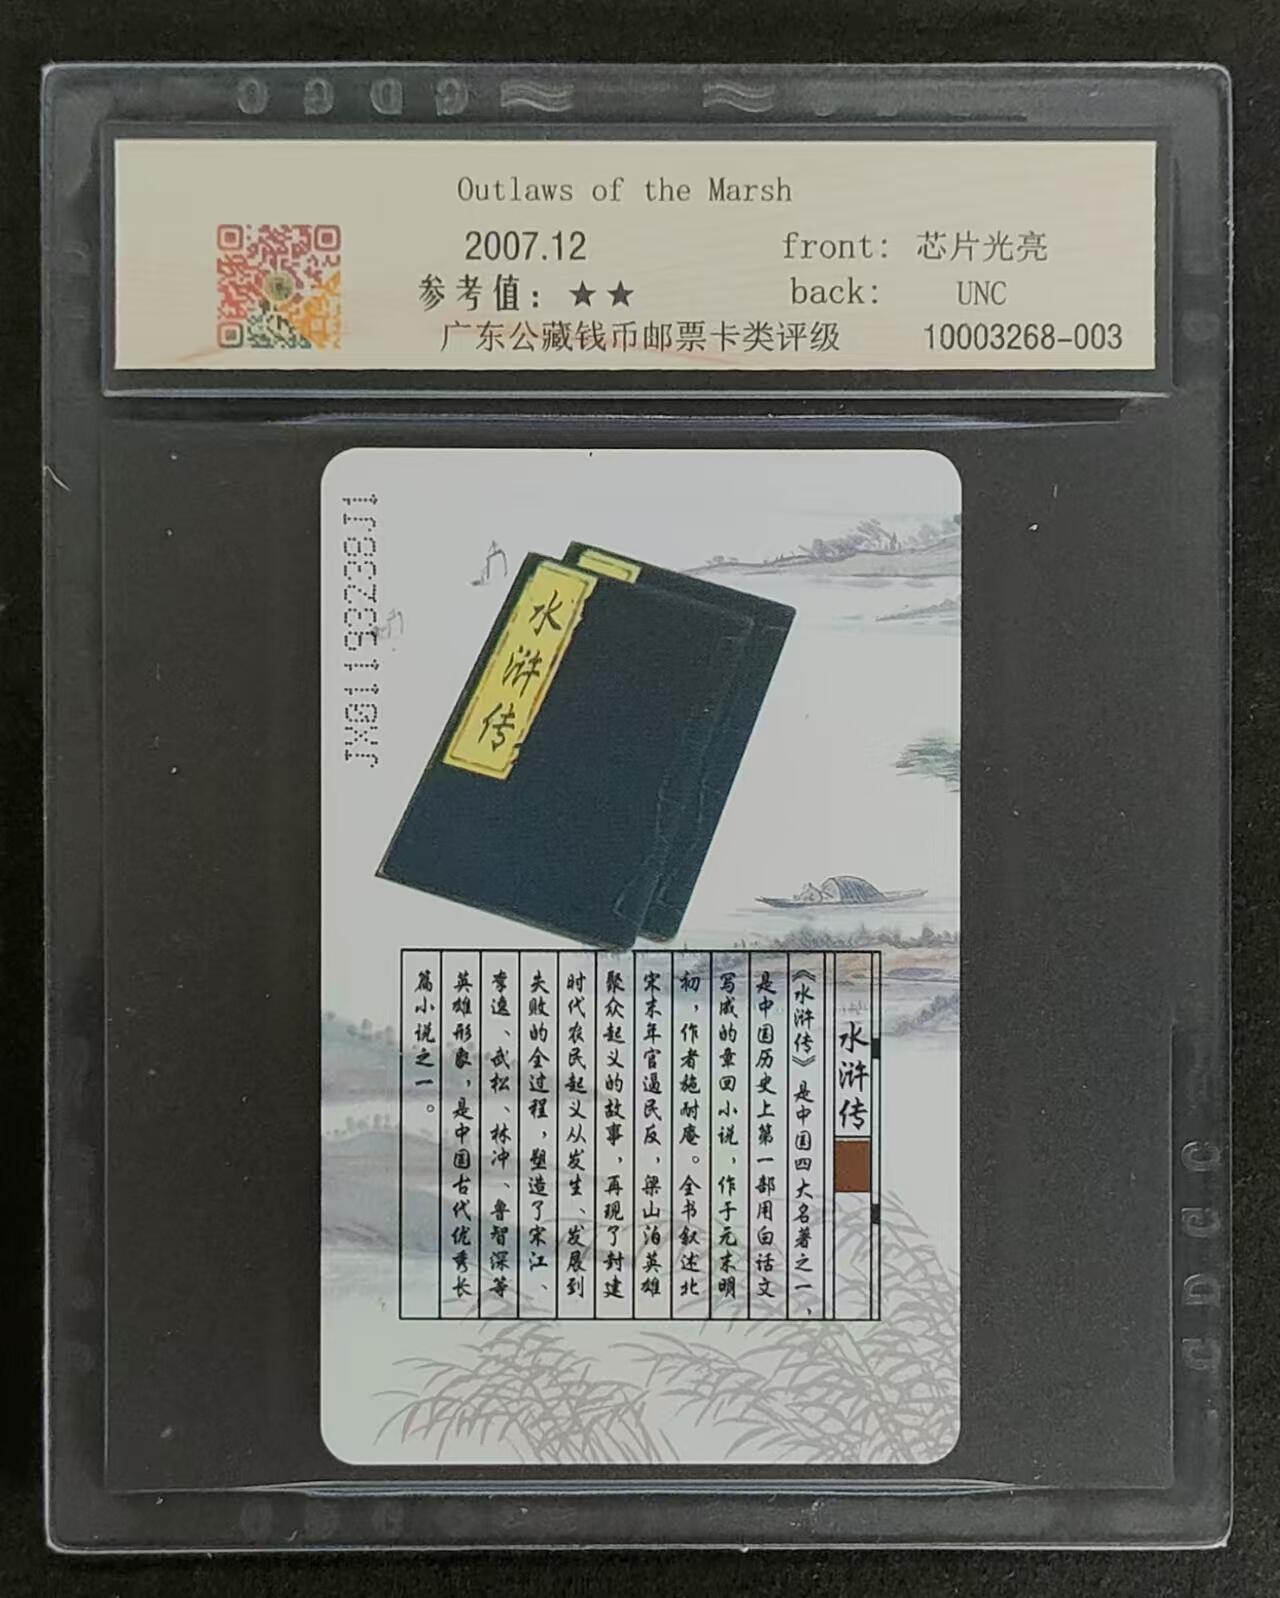 Outlaws of the Marsh
2007.12 front: 芯片光亮
参考值：★★ back: UNC
广东公藏钱币邮票卡类评级 10003268-003
JX01193238J1
水浒传
水浒传
《水浒传》是中国四大名著之一，
是中国历史上第一部用白话文
写成的章回小说，作于元末明
初，作者施耐庵。全书叙述北
宋末年官逼民反，梁山泊英雄
聚众起义的故事，再现了封建
时代农民起义从发生、发展到
失败的全过程，塑造了宋江、
李逵、武松、林冲、鲁智深等
英雄形象，是中国古代优秀长
篇小说之一。